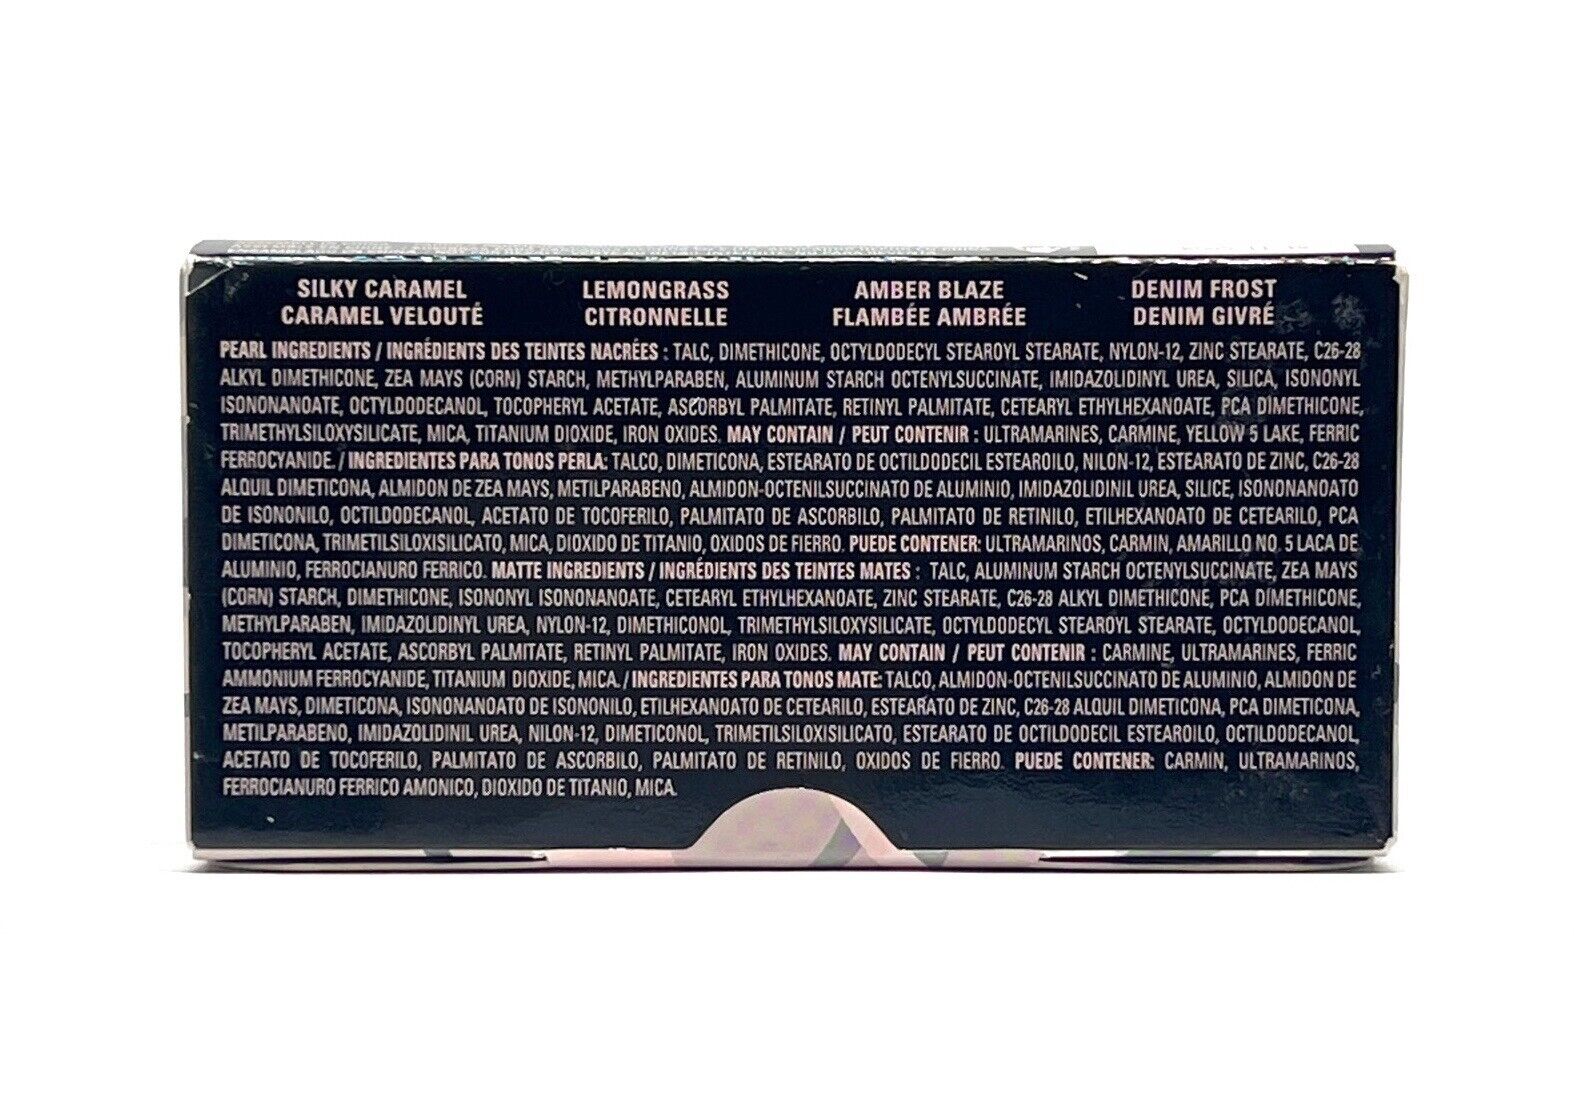 SILKY CARAMEL LEMONGRASS AMBER BLAZE DENIM FROST
CARAMEL VELOUTÉ CITRONNELLE FLAMBÉE AMBRÉE DENIM GIVRÉ
PEARL INGREDIENTS / INGRÉDIENTS DES TEINTES NACRÉES : TALC, DIMETHICONE, OCTYLDODECYL STEAROYL STEARATE, NYLON-12, ZINC STEARATE, C26-28
ALKYL DIMETHICONE, ZEA MAYS (CORN) STARCH, METHYLPARABEN, ALUMINUM STARCH OCTENYLSUCCINATE, IMIDAZOLIDINYL UREA, SILICA, ISONONYL
ISONONANOATE, OCTYLDODECANOL, TOCOPHERYL ACETATE, ASCORBYL PALMITATE, RETINYL PALMITATE, CETEARYL ETHYLHEXANOATE, PCA DIMETHICONE,
TRIMETHYLSILOXYSILICATE, MICA, TITANIUM DIOXIDE, IRON OXIDES. MAY CONTAIN / PEUT CONTENIR : ULTRAMARINES, CARMINE, YELLOW 5 LAKE, FERRIC
FERROCYANIDE. / INGREDIENTES PARA TONOS PERLA: TALCO, DIMETICONA, ESTEARATO DE OCTILDODECIL ESTEAROILO, NILON-12, ESTEARATO DE ZINC, C26-28
ALQUIL DIMETICONA, ALMIDON DE ZEA MAYS, METILPARABENO, ALMIDON-OCTENILSUCCINATO DE ALUMINIO, IMIDAZOLIDINIL UREA, SILICE, ISONONANOATO
DE ISONONILO, OCTILDODECANOL, ACETATO DE TOCOFERILO, PALMITATO DE ASCORBILO, PALMITATO DE RETINILO, ETILHEXANOATO DE CETEARILO, PCA
DIMETICONA, TRIMETILSILOXISILICATO, MICA, DIOXIDO DE TITANIO, OXIDOS DE FIERRO. PUEDE CONTENER: ULTRAMARINOS, CARMIN, AMARILLO NO. 5 LACA DE
ALUMINIO, FERROCIANURO FERRICO. MATTE INGREDIENTS / INGRÉDIENTS DES TEINTES MATES : TALC, ALUMINUM STARCH OCTENYLSUCCINATE, ZEA MAYS
(CORN) STARCH, DIMETHICONE, ISONONYL ISONONANOATE, CETEARYL ETHYLHEXANOATE, ZINC STEARATE, C26-28 ALKYL DIMETHICONE, PCA DIMETHICONE,
METHYLPARABEN, IMIDAZOLIDINYL UREA, NYLON-12, DIMETHICONOL, TRIMETHYLSILOXYSILICATE, OCTYLDODECYL STEAROYL STEARATE, OCTYLDODECANOL,
TOCOPHERYL ACETATE, ASCORBYL PALMITATE, RETINYL PALMITATE, IRON OXIDES. MAY CONTAIN / PEUT CONTENIR : CARMINE, ULTRAMARINES, FERRIC
AMMONIUM FERROCYANIDE, TITANIUM DIOXIDE, MICA. / INGREDIENTES PARA TONOS MATE: TALCO, ALMIDON-OCTENILSUCCINATO DE ALUMINIO, ALMIDON DE
ZEA MAYS, DIMETICONA, ISONONANOATO DE ISONONILO, ETILHEXANOATO DE CETEARILO, ESTEARATO DE ZINC, C26-28 ALQUIL DIMETICONA, PCA DIMETICONA,
METILPARABENO, IMIDAZOLIDINIL UREA, NILON-12, DIMETICONOL, TRIMETILSILOXISILICATO, ESTEARATO DE OCTILDODECIL ESTEAROILO, OCTILDODECANOL,
ACETATO DE TOCOFERILO, PALMITATO DE ASCORBILO, PALMITATO DE RETINILO, OXIDOS DE FIERRO. PUEDE CONTENER: CARMIN, ULTRAMARINOS,
FERROCIANURO FERRICO AMONICO, DIOXIDO DE TITANIO, MICA.